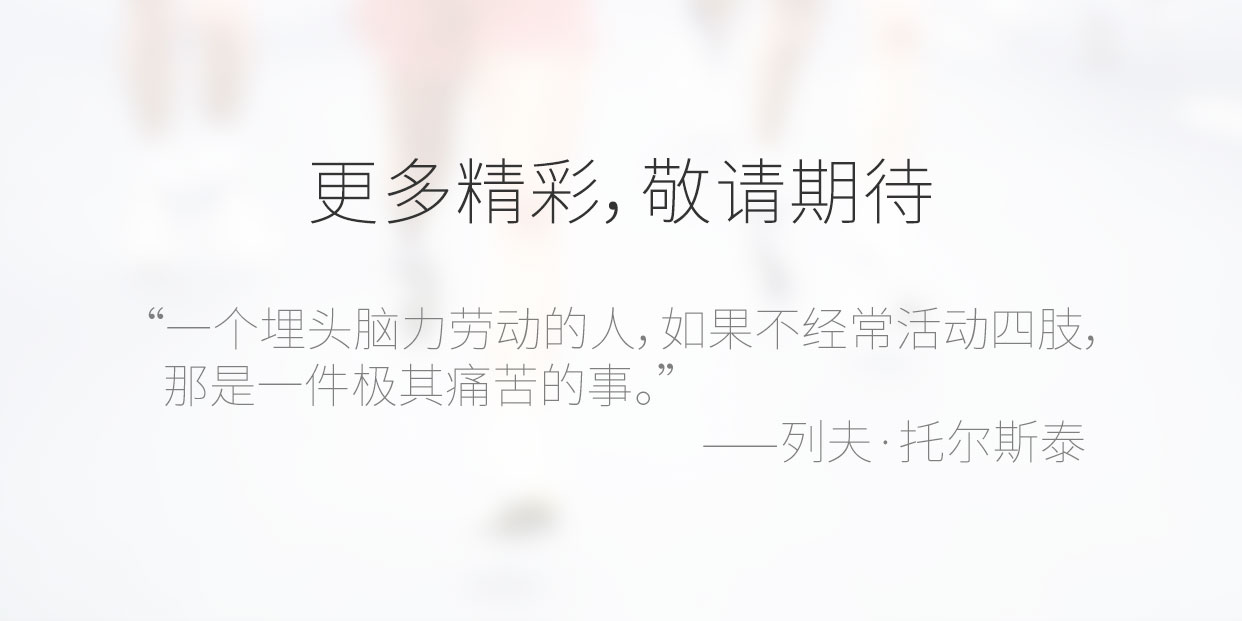 更多精彩，敬请期待
“一个埋头脑力劳动的人，如果不经常活动四肢，
那是一件极其痛苦的事。”
——列夫·托尔斯泰